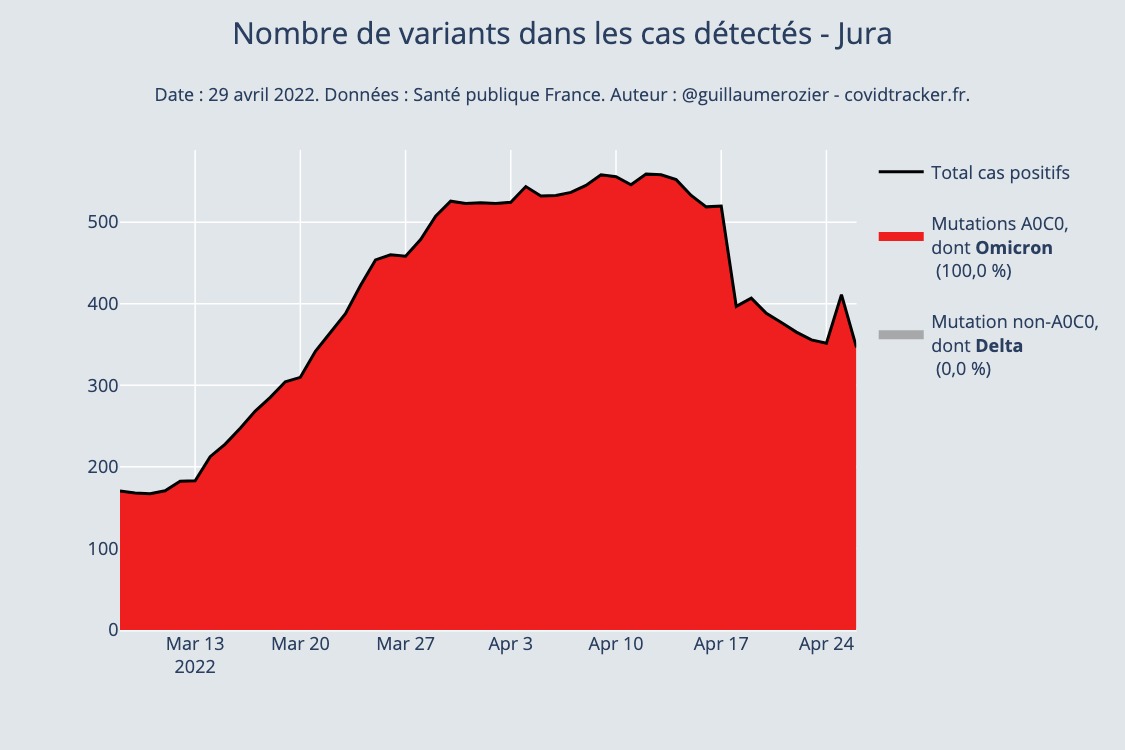 Nombre de variants dans les cas détectés - Jura
Date : 29 avril 2022. Données : Santé publique France. Auteur : @guillaumerozier - covidtracker.fr.
Total cas positifs
Mutations A0C0,
dont Omicron
(100,0 %)
Mutation non-A0C0,
dont Delta
(0,0 %)
500
400
300
200
100
0
Mar 13 Mar 20 Mar 27 Apr 3 Apr 10 Apr 17 Apr 24
2022